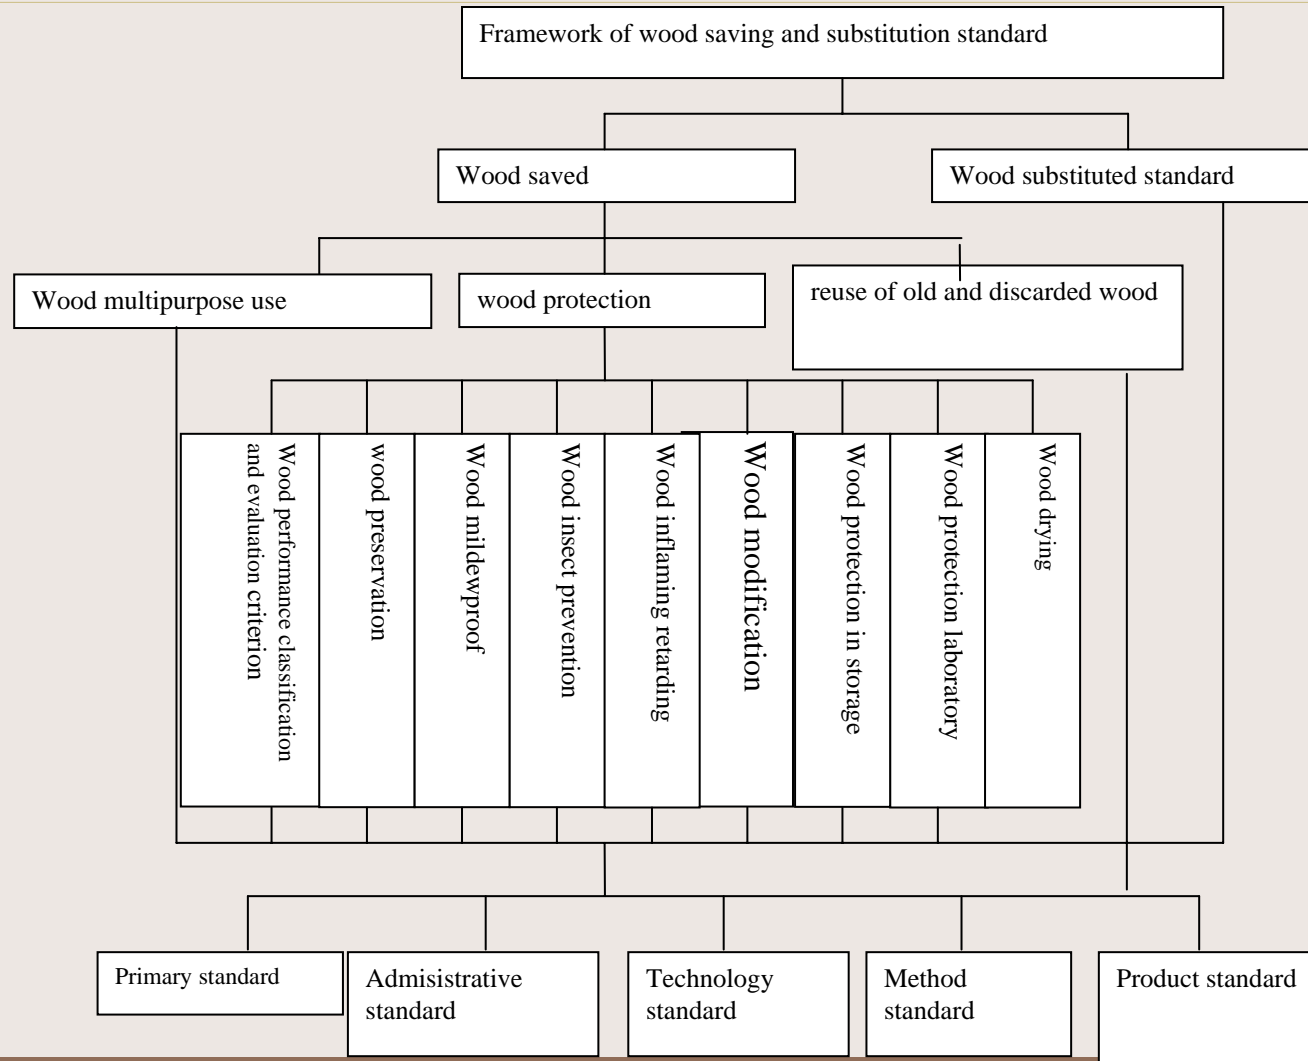 Framework of wood saving and substitution standard
Wood saved
Wood substituted standard
Wood multipurpose use
wood protection
reuse of old and discarded wood
Wood performance classification
and evaluation criterion
wood preservation
Wood mildewproof
Wood insect prevention
Wood inflaming retarding
Wood modification
Wood protection in storage
Wood protection laboratory
Wood drying
Primary standard
Admisistrative
standard
Technology
standard
Method
standard
Product standard